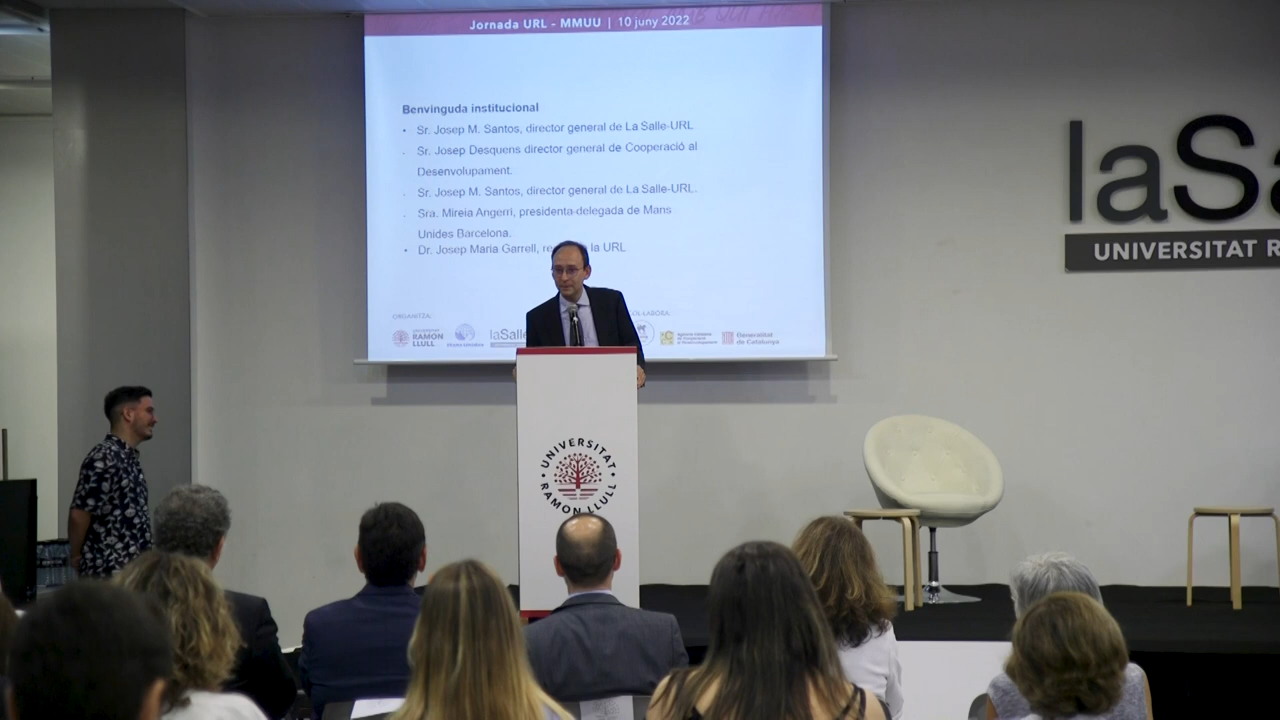 Jornada URL - MMUU | 10 juny 2022
Benvinguda institucional
• Sr. Josep M. Santos, director general de La Salle-URL
. Sr. Josep Desquens director general de Cooperació al
Desenvolupament.
. Sr. Josep M. Santos, director general de La Salle-URL.
. Sra. Mireia Angerri, presidenta-delegada de Mans
Unides Barcelona.
• Dr. Josep Maria Garrell, la URL
ORGANITZA:
RAMON
LLULL
laSalle
Generalitat
de Catalunya
laSa
UNIVERSITAT R
UNIVERSITAT
RAMON LLULL